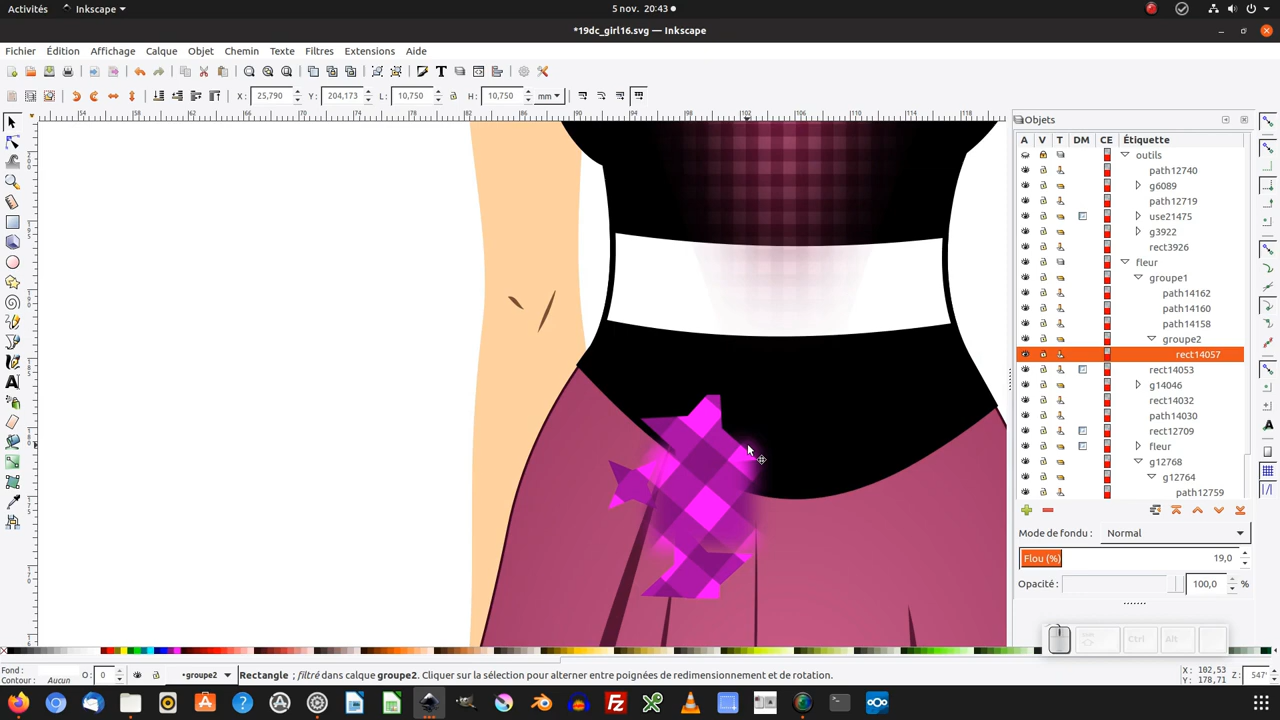 Activités
Inkscape
5 nov. 20:43
*19dc_girl16.svg — Inkscape
Fichier Édition Affichage Calque Objet Chemin Texte Filtres Extensions Aide
X: 25,790 Y: 204,173 L: 10,750 H: 10,750 mm
Objets
A V T DM CE Étiquette
outils
path12740
g6089
path12719
use21475
g3922
rect3926
fleur
groupe1
path14162
path14160
path14158
groupe2
rect14057
rect14053
g14046
rect14032
path14030
rect12709
fleur
g12768
g12764
path12759
Mode de fondu : Normal
Flou (%) 19,0
Opacité : 100,0 %
Ctrl Alt
Fond :
Contour : Aucun
O: 0
•groupe2
Rectangle ; filtré dans calque groupe2. Cliquer sur la sélection pour alterner entre poignées de redimensionnement et de rotation.
X: 102,53
Y: 178,71
Z: 547